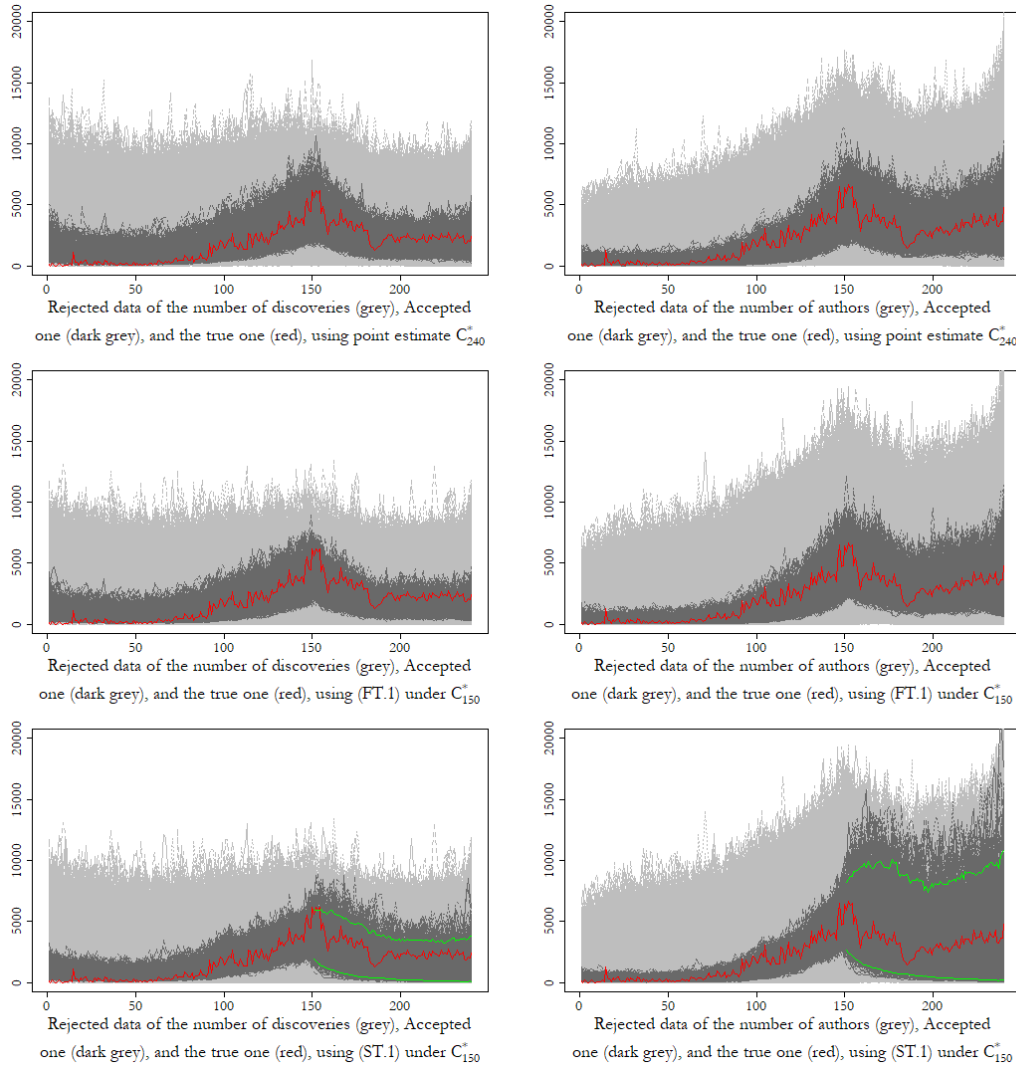 20000
15000
10000
5000
0
0 50 100 150 200
Rejected data of the number of discoveries (grey), Accepted
one (dark grey), and the true one (red), using point estimate C*240
20000
15000
10000
5000
0
0 50 100 150 200
Rejected data of the number of authors (grey), Accepted
one (dark grey), and the true one (red), using point estimate C*240
20000
15000
10000
5000
0
0 50 100 150 200
Rejected data of the number of discoveries (grey), Accepted
one (dark grey), and the true one (red), using (FT.1) under C*150
20000
15000
10000
5000
0
0 50 100 150 200
Rejected data of the number of authors (grey), Accepted
one (dark grey), and the true one (red), using (FT.1) under C*150
20000
15000
10000
5000
0
0 50 100 150 200
Rejected data of the number of discoveries (grey), Accepted
one (dark grey), and the true one (red), using (ST.1) under C*150
20000
15000
10000
5000
0
0 50 100 150 200
Rejected data of the number of authors (grey), Accepted
one (dark grey), and the true one (red), using (ST.1) under C*150